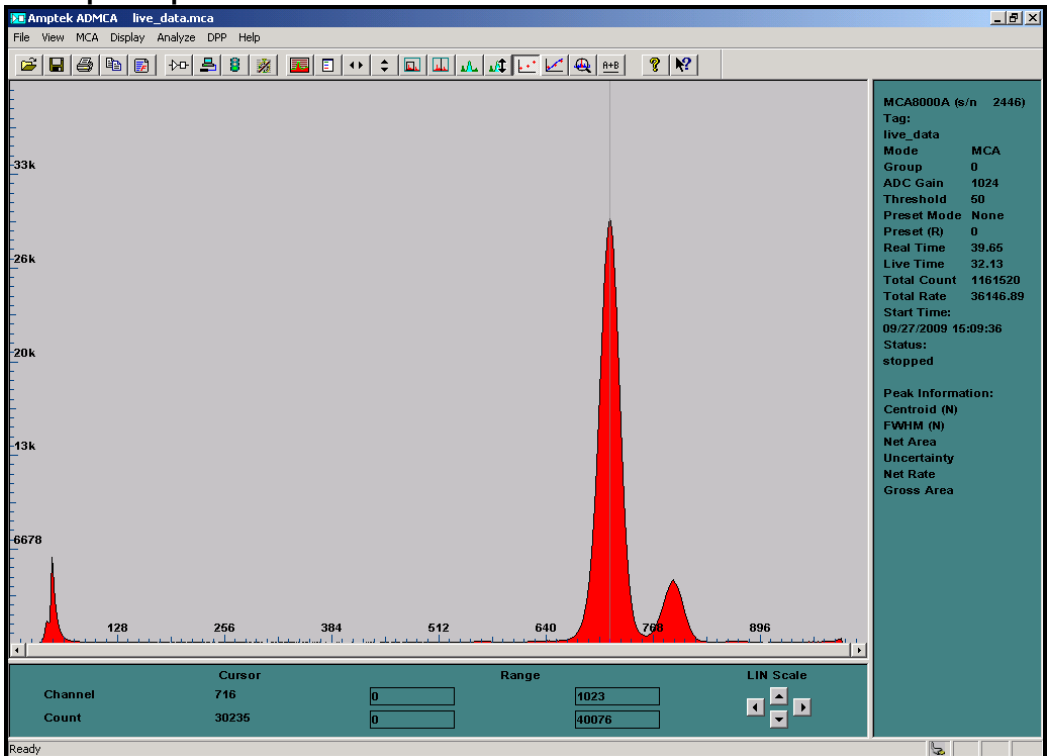 Amptek ADMCA live_data.mca
File View MCA Display Analyze DPP Help
A+B
33k
26k
20k
13k
6678
128 256 384 512 640 768 896
MCA8000A (s/n 2446)
Tag:
live_data
Mode MCA
Group 0
ADC Gain 1024
Threshold 50
Preset Mode None
Preset (R) 0
Real Time 39.65
Live Time 32.13
Total Count 1161520
Total Rate 36146.89
Start Time:
09/27/2009 15:09:36
Status:
stopped
Peak Information:
Centroid (N)
FWHM (N)
Net Area
Uncertainty
Net Rate
Gross Area
Cursor Range LIN Scale
Channel 716 0 1023
Count 30235 0 40076
Ready